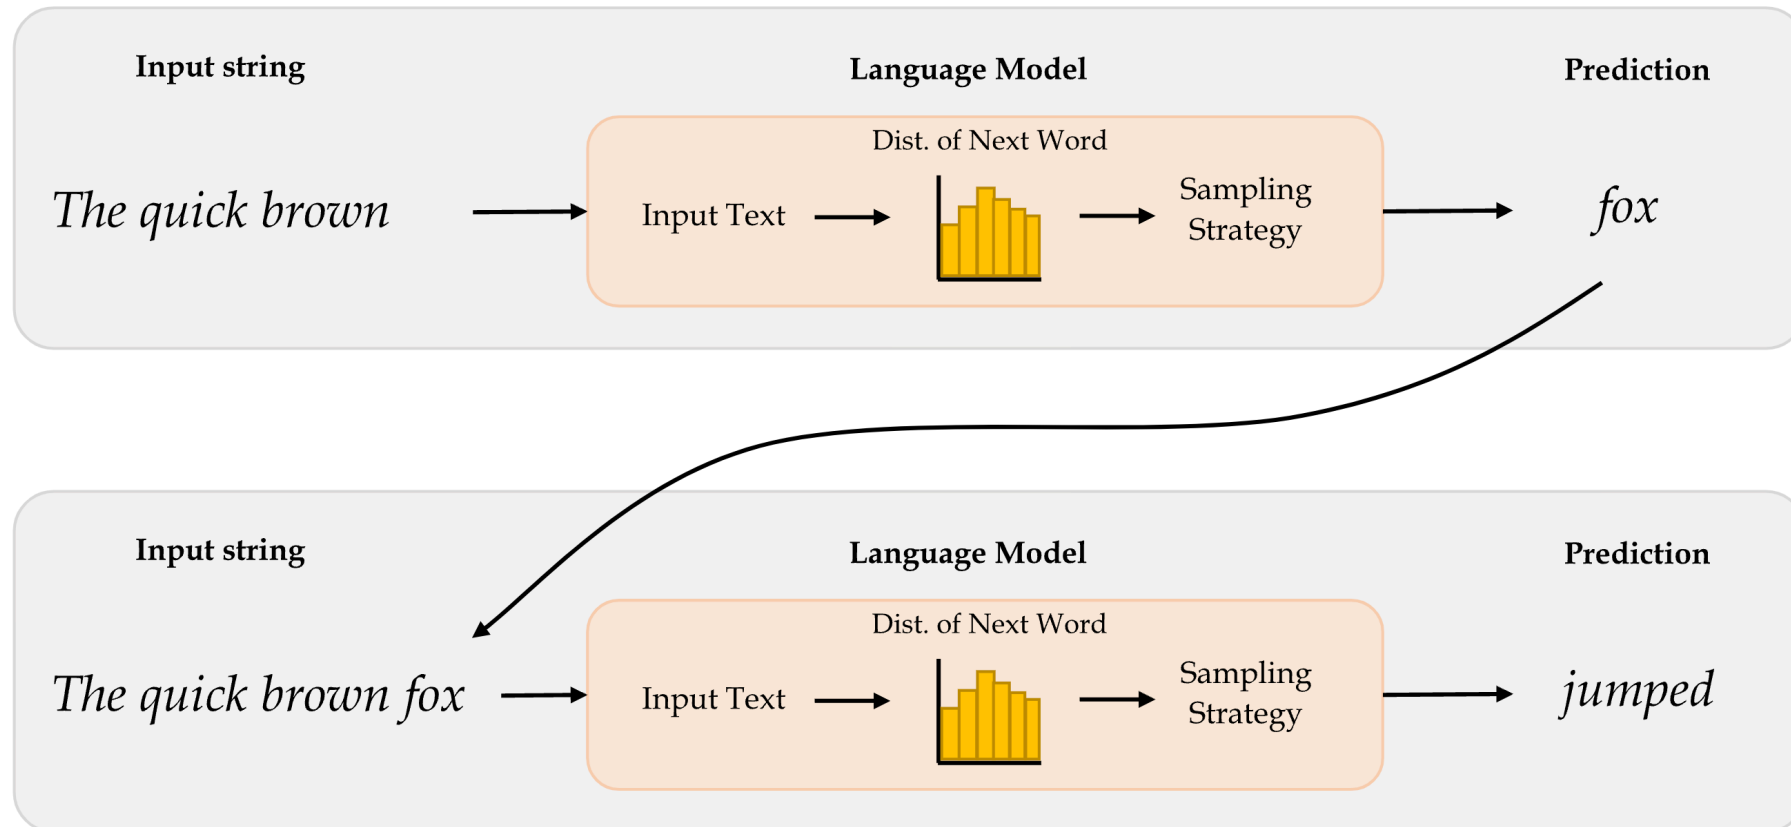 Input string
Language Model
Prediction
Dist. of Next Word
The quick brown
Input Text
Sampling
Strategy
fox
Input string
Language Model
Prediction
Dist. of Next Word
The quick brown fox
Input Text
Sampling
Strategy
jumped